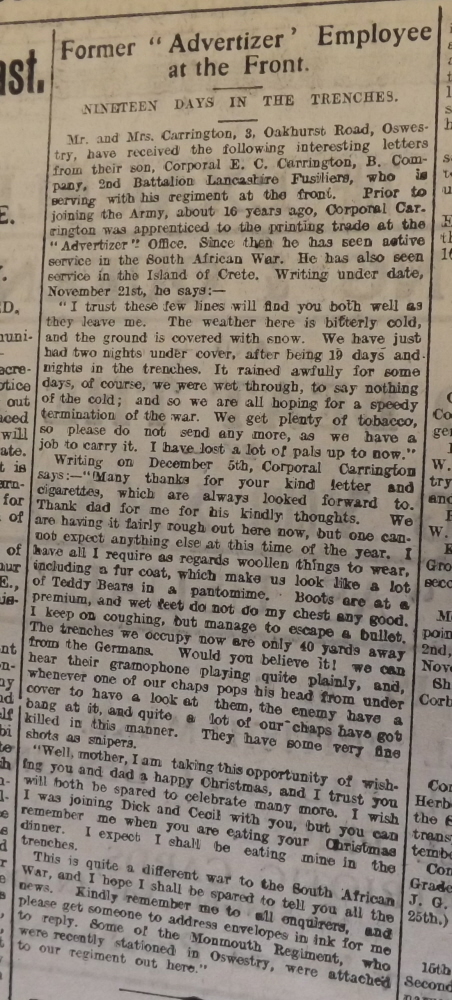 Former "Advertizer' Employee
at the Front.
NINETEEN DAYS IN THE TRENCHES.
Mr. and Mrs. Carrington, 3, Oakhurst Road, Oswes-
try, have received the following interesting letters
from their son, Corporal E. C. Carrington, B. Com-
pany, 2nd Battalion Lancashire Fusiliers, who is
serving with his regiment at the front. Prior to
joining the Army, about 16 years ago, Corporal Car-
rington was apprenticed to the printing trade at the
"Advertizer" Office. Since then he has seen active
service in the South African War. He has also seen
service in the Island of Crete. Writing under date,
November 21st, he says:—
"I trust these few lines will find you both well as
they leave me. The weather here is bitterly cold,
and the ground is covered with snow. We have just
had two nights under cover, after being 19 days and
nights in the trenches. It rained awfully for some
days, of course, we were wet through, to say nothing
of the cold; and so we are all hoping for a speedy
termination of the war. We get plenty of tobacco,
so please do not send any more, as we have a
job to carry it. I have lost a lot of pals up to now."
Writing on December 5th, Corporal Carrington
says:—"Many thanks for your kind letter and
cigarettes, which are always looked forward to.
Thank dad for me for his kindly thoughts. We
are having it fairly rough out here now, but one can-
not expect anything else at this time of the year. I
have all I require as regards woollen things to wear,
including a fur coat, which make us look like a lot
of Teddy Bears in a pantomime. Boots are at a
premium, and wet feet do not do my chest any good.
I keep on coughing, but manage to escape a bullet.
The trenches we occupy now are only 40 yards away
from the Germans. Would you believe it! we can
hear their gramophone playing quite plainly, and,
whenever one of our chaps pops his head from under
cover to have a look at them, the enemy have a
bang at it, and quite a lot of our chaps have got
killed in this manner. They have some very fine
shots as snipers.
"Well, mother, I am taking this opportunity of wish-
ing you and dad a happy Christmas, and I trust you
will both be spared to celebrate many more. I wish
I was joining Dick and Cecil with you, but you can
remember me when you are eating your Christmas
dinner. I expect I shall be eating mine in the
trenches.
This is quite a different war to the South African
War, and I hope I shall be spared to tell you all the
news. Kindly remember me to all enquirers, and
please get someone to address envelopes in ink for me
to reply. Some of the Monmouth Regiment, who
were recently stationed in Oswestry, were attached
to our regiment out here."